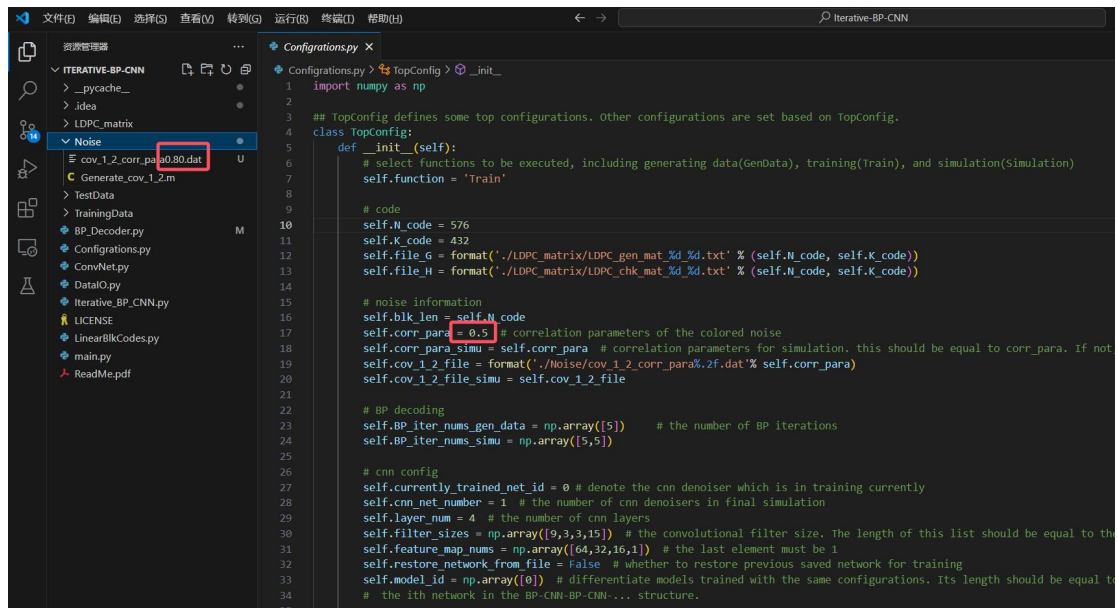 文件(F) 编辑(E) 选择(S) 查看(V) 转到(G) 运行(R) 终端(T) 帮助(H) ← → Iterative-BP-CNN
资源管理器 ···
ITERATIVE-BP-CNN
> __pycache__
> .idea
> LDPC_matrix
Noise
cov_1_2_corr_para0.80.dat U
C Generate_cov_1_2.m
> TestData
> TrainingData
BP_Decoder.py M
Configrations.py
ConvNet.py
DataIO.py
Iterative_BP_CNN.py
LICENSE
LinearBlkCodes.py
main.py
ReadMe.pdf
14
Configrations.py ×
Configrations.py > TopConfig > __init__
1 import numpy as np
2
3 ## TopConfig defines some top configurations. Other configurations are set based on TopConfig.
4 class TopConfig:
5 def __init__(self):
6 # select functions to be executed, including generating data(GenData), training(Train), and simulation(Simulation)
7 self.function = 'Train'
8
9 # code
10 self.N_code = 576
11 self.K_code = 432
12 self.file_G = format('./LDPC_matrix/LDPC_gen_mat_%d_%d.txt' % (self.N_code, self.K_code))
13 self.file_H = format('./LDPC_matrix/LDPC_chk_mat_%d_%d.txt' % (self.N_code, self.K_code))
14
15 # noise information
16 self.blk_len = self.N_code
17 self.corr_para = 0.5 # correlation parameters of the colored noise
18 self.corr_para_simu = self.corr_para # correlation parameters for simulation. this should be equal to corr_para. If not
19 self.cov_1_2_file = format('./Noise/cov_1_2_corr_para%.2f.dat'% self.corr_para)
20 self.cov_1_2_file_simu = self.cov_1_2_file
21
22 # BP decoding
23 self.BP_iter_nums_gen_data = np.array([5]) # the number of BP iterations
24 self.BP_iter_nums_simu = np.array([5,5])
25
26 # cnn config
27 self.currently_trained_net_id = 0 # denote the cnn denoiser which is in training currently
28 self.cnn_net_number = 1 # the number of cnn denoisers in final simulation
29 self.layer_num = 4 # the number of cnn layers
30 self.filter_sizes = np.array([9,3,3,15]) # the convolutional filter size. The length of this list should be equal to the
31 self.feature_map_nums = np.array([64,32,16,1]) # the last element must be 1
32 self.restore_network_from_file = False # whether to restore previous saved network for training
33 self.model_id = np.array([0]) # differentiate models trained with the same configurations. Its length should be equal to
34 # the ith network in the BP-CNN-BP-CNN-... structure.